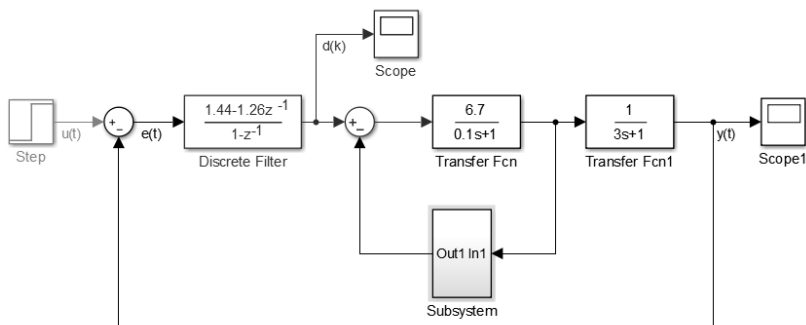 d(k)
Scope
1.44-1.26z -1
1-z-1
Discrete Filter
6.7
0.1s+1
Transfer Fcn
1
3s+1
Transfer Fcn1
Step
u(t)
+
−
e(t)
+
−
y(t)
Scope1
Out1 In1
Subsystem